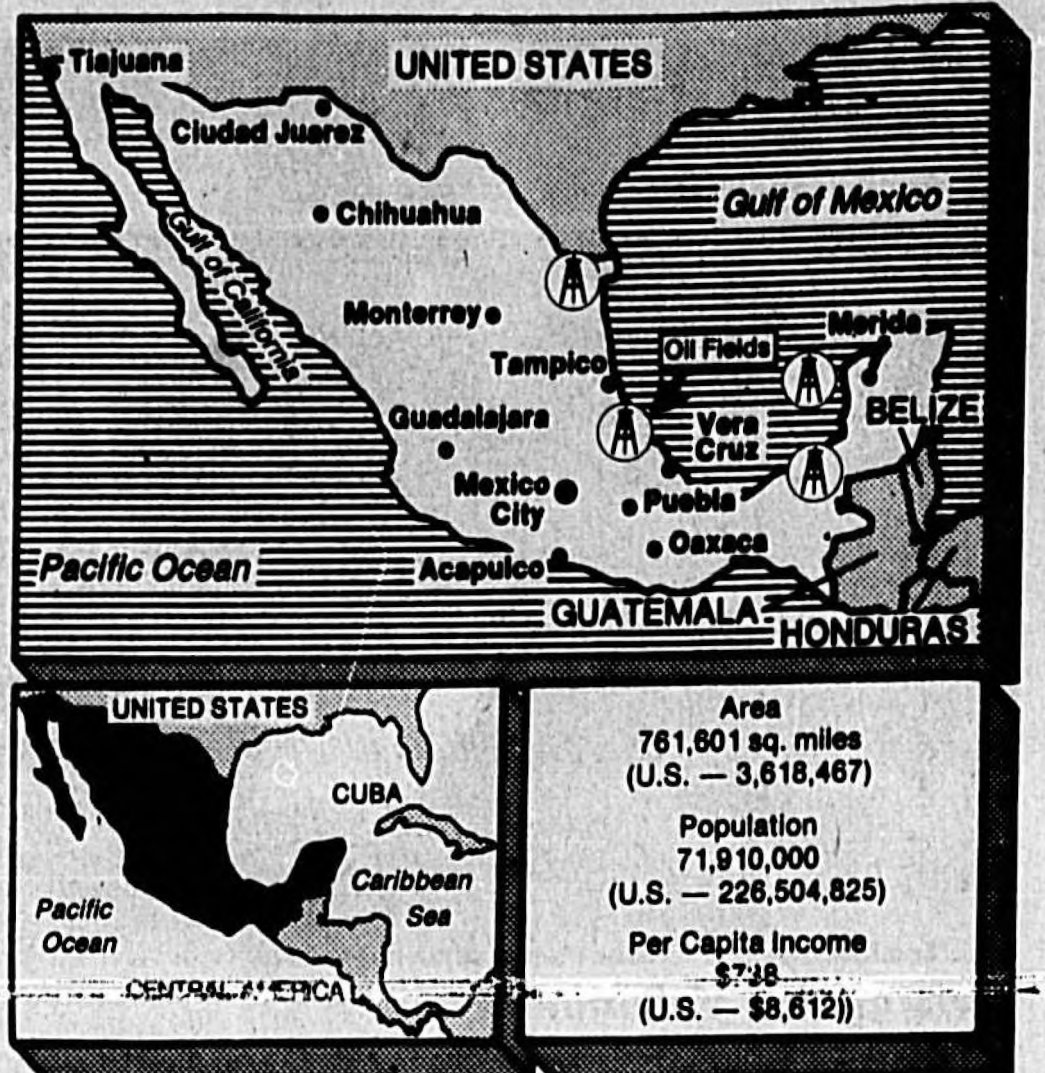 Tiajuana
UNITED STATES
Ciudad Juarez
Gulf of Mexico
Chihuahua
Gulf of California
Monterrey
Merida
Oil Fields
Tampico
BELIZE
Guadalajara
Vera
Cruz
Mexico
City
Puebla
Oaxaca
Pacific Ocean
Acapulco
GUATEMALA
HONDURAS
UNITED STATES
CUBA
Caribbean
Sea
Pacific
Ocean
CENTRAL AMERICA
Area
761,601 sq. miles
(U.S. — 3,618,467)
Population
71,910,000
(U.S. — 226,504,825)
Per Capita Income
(U.S. — $8,612))